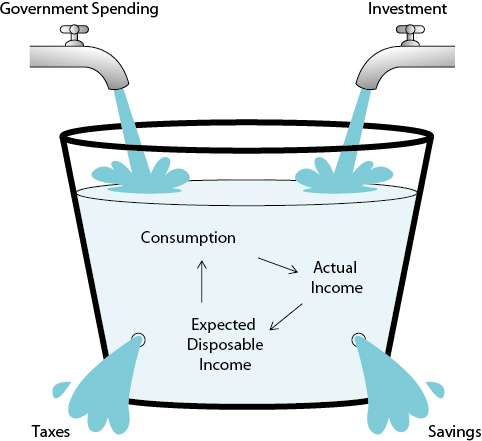 Government Spending
Investment
Consumption
Actual
Income
Expected
Disposable
Income
Taxes
Savings